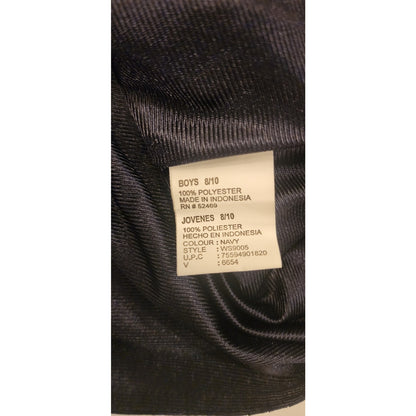 BOYS 8/10
100% POLYESTER
MADE IN INDONESIA
RN # 52469
JOVENES 8/10
100% POLIESTER
HECHO EN INDONESIA
COLOUR : NAVY
STYLE : WS9005
U.P.C : 75594901820
V : 6654